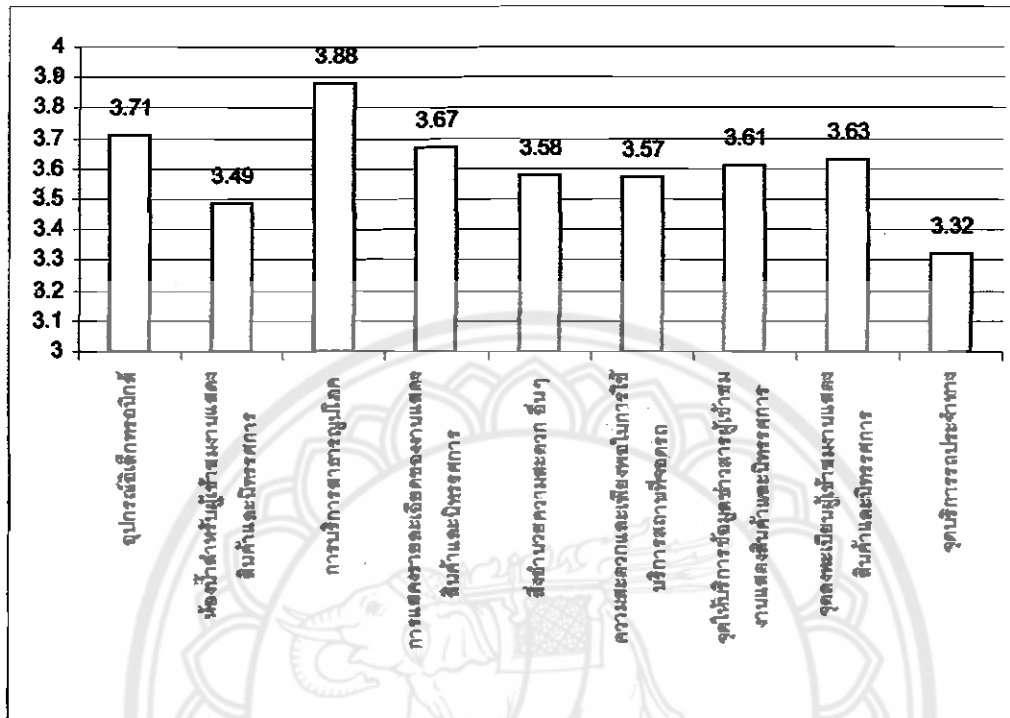 4
3.9
3.8
3.7
3.6
3.5
3.4
3.3
3.2
3.1
3
3.71
3.49
3.88
3.67
3.58
3.57
3.61
3.63
3.32
อุปกรณ์อิเล็กทรอนิกส์
ห้องน้ำสำหรับผู้เข้าชมงานแสดง
สินค้าและนิทรรศการ
การบริการสาธารณูปโภค
การแสดงรายละเอียดของงานแสดง
สินค้าและนิทรรศการ
สิ่งอำนวยความสะดวก อื่นๆ
ความสะดวกและเพียงพอในการใช้
บริการสถานที่จอดรถ
จุดให้บริการข้อมูลข่าวสารผู้เข้าชม
งานแสดงสินค้าและนิทรรศการ
จุดลงทะเบียนผู้เข้าชมงานแสดง
สินค้าและนิทรรศการ
จุดบริการรถประจำทาง